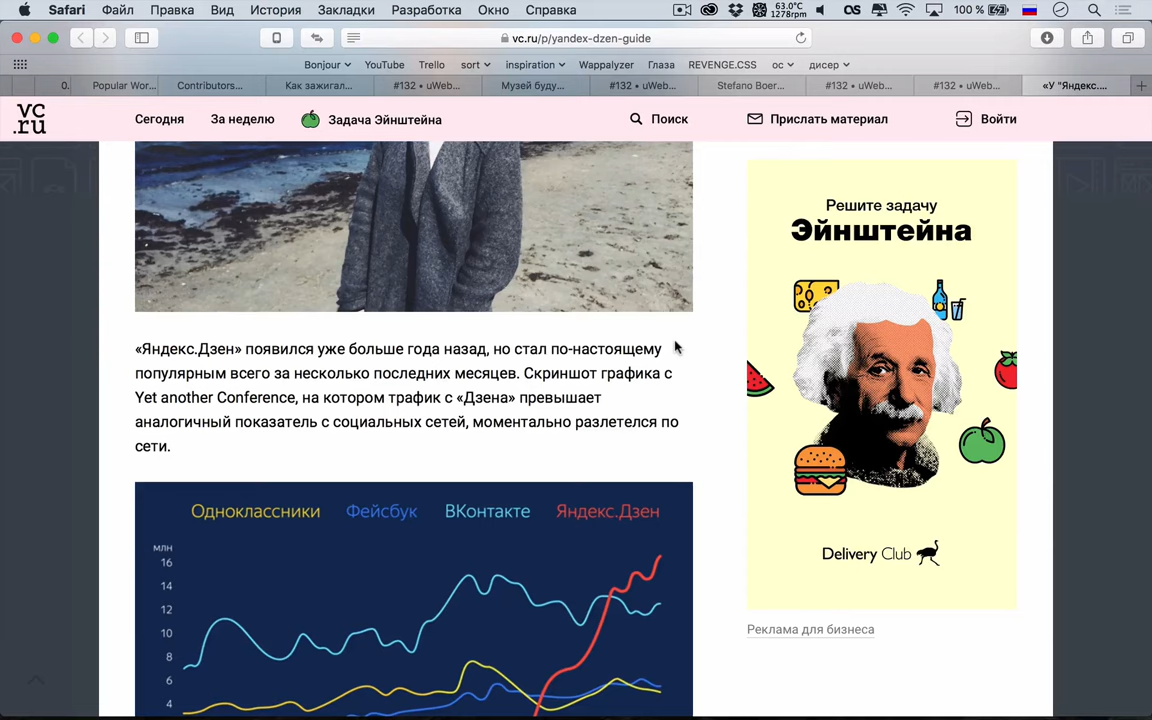 Safari Файл Правка Вид История Закладки Разработка Окно Справка 63.0°C 1278rpm 100 %
vc.ru/p/yandex-dzen-guide
Bonjour YouTube Trello sort inspiration Wappalyzer Глаза REVENGE.CSS ос дисер
0. Popular Wor... Contributors... Как зажигал... #132 • uWeb... Музей буду... #132 • uWeb... Stefano Boer... #132 • uWeb... #132 • uWeb... «У "Яндекс....
vc.ru
Сегодня За неделю Задача Эйнштейна Поиск Прислать материал Войти
«Яндекс.Дзен» появился уже больше года назад, но стал по-настоящему
популярным всего за несколько последних месяцев. Скриншот графика с
Yet another Conference, на котором трафик с «Дзена» превышает
аналогичный показатель с социальных сетей, моментально разлетелся по
сети.
Одноклассники Фейсбук ВКонтакте Яндекс.Дзен
млн
16
14
12
10
8
6
4
Решите задачу
Эйнштейна
Delivery Club
Реклама для бизнеса